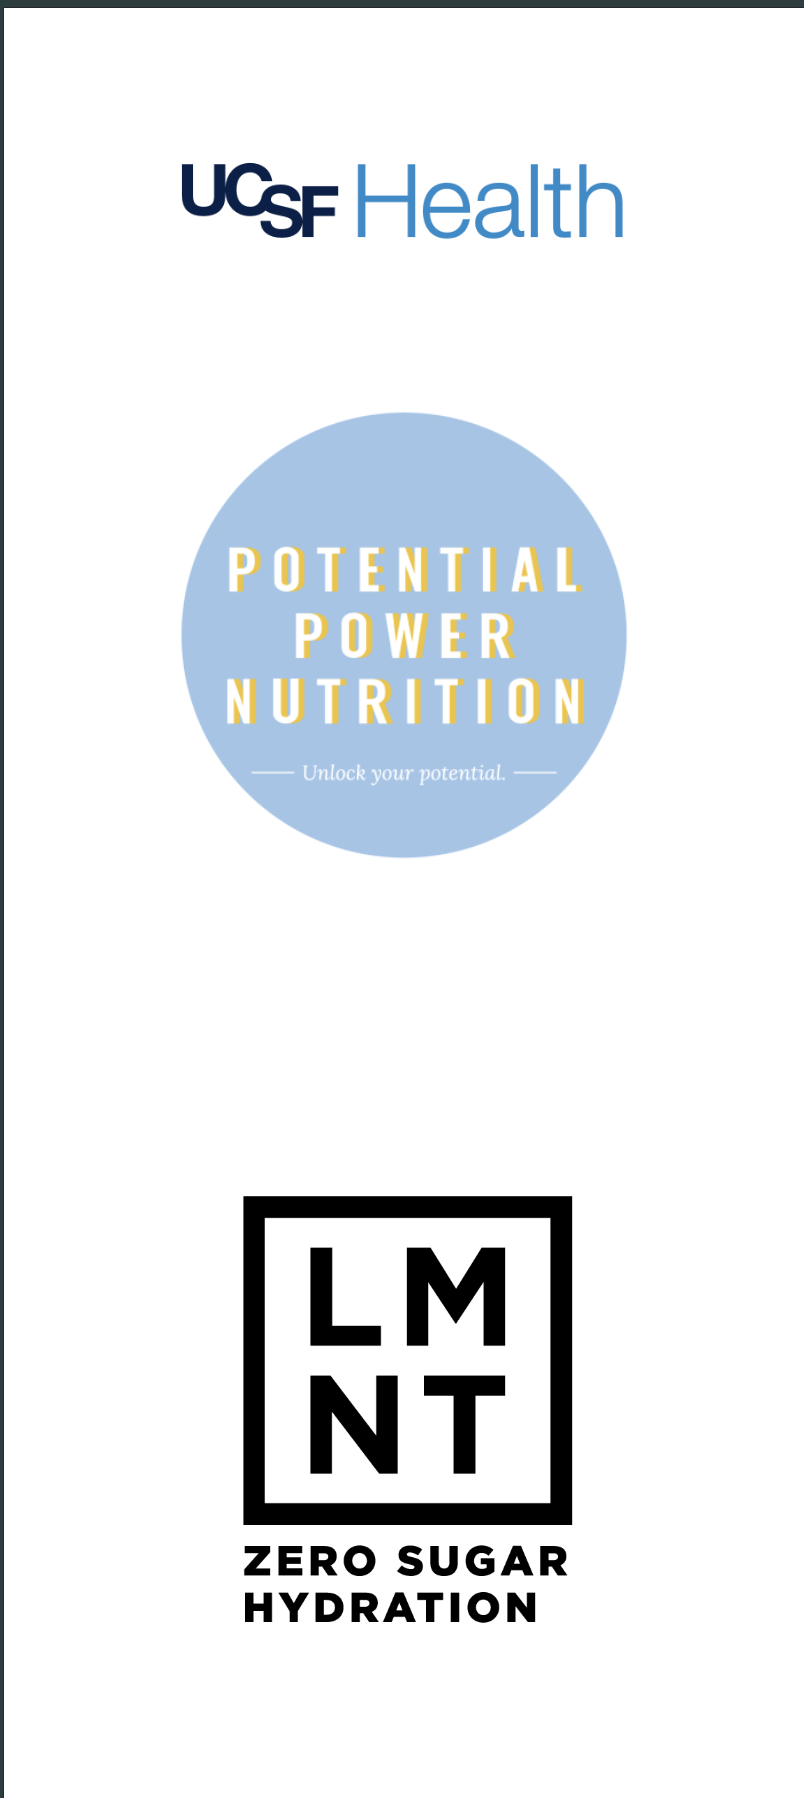 UCSF Health
POTENTIAL
POWER
NUTRITION
Unlock your potential.
LM
NT
ZERO SUGAR
HYDRATION